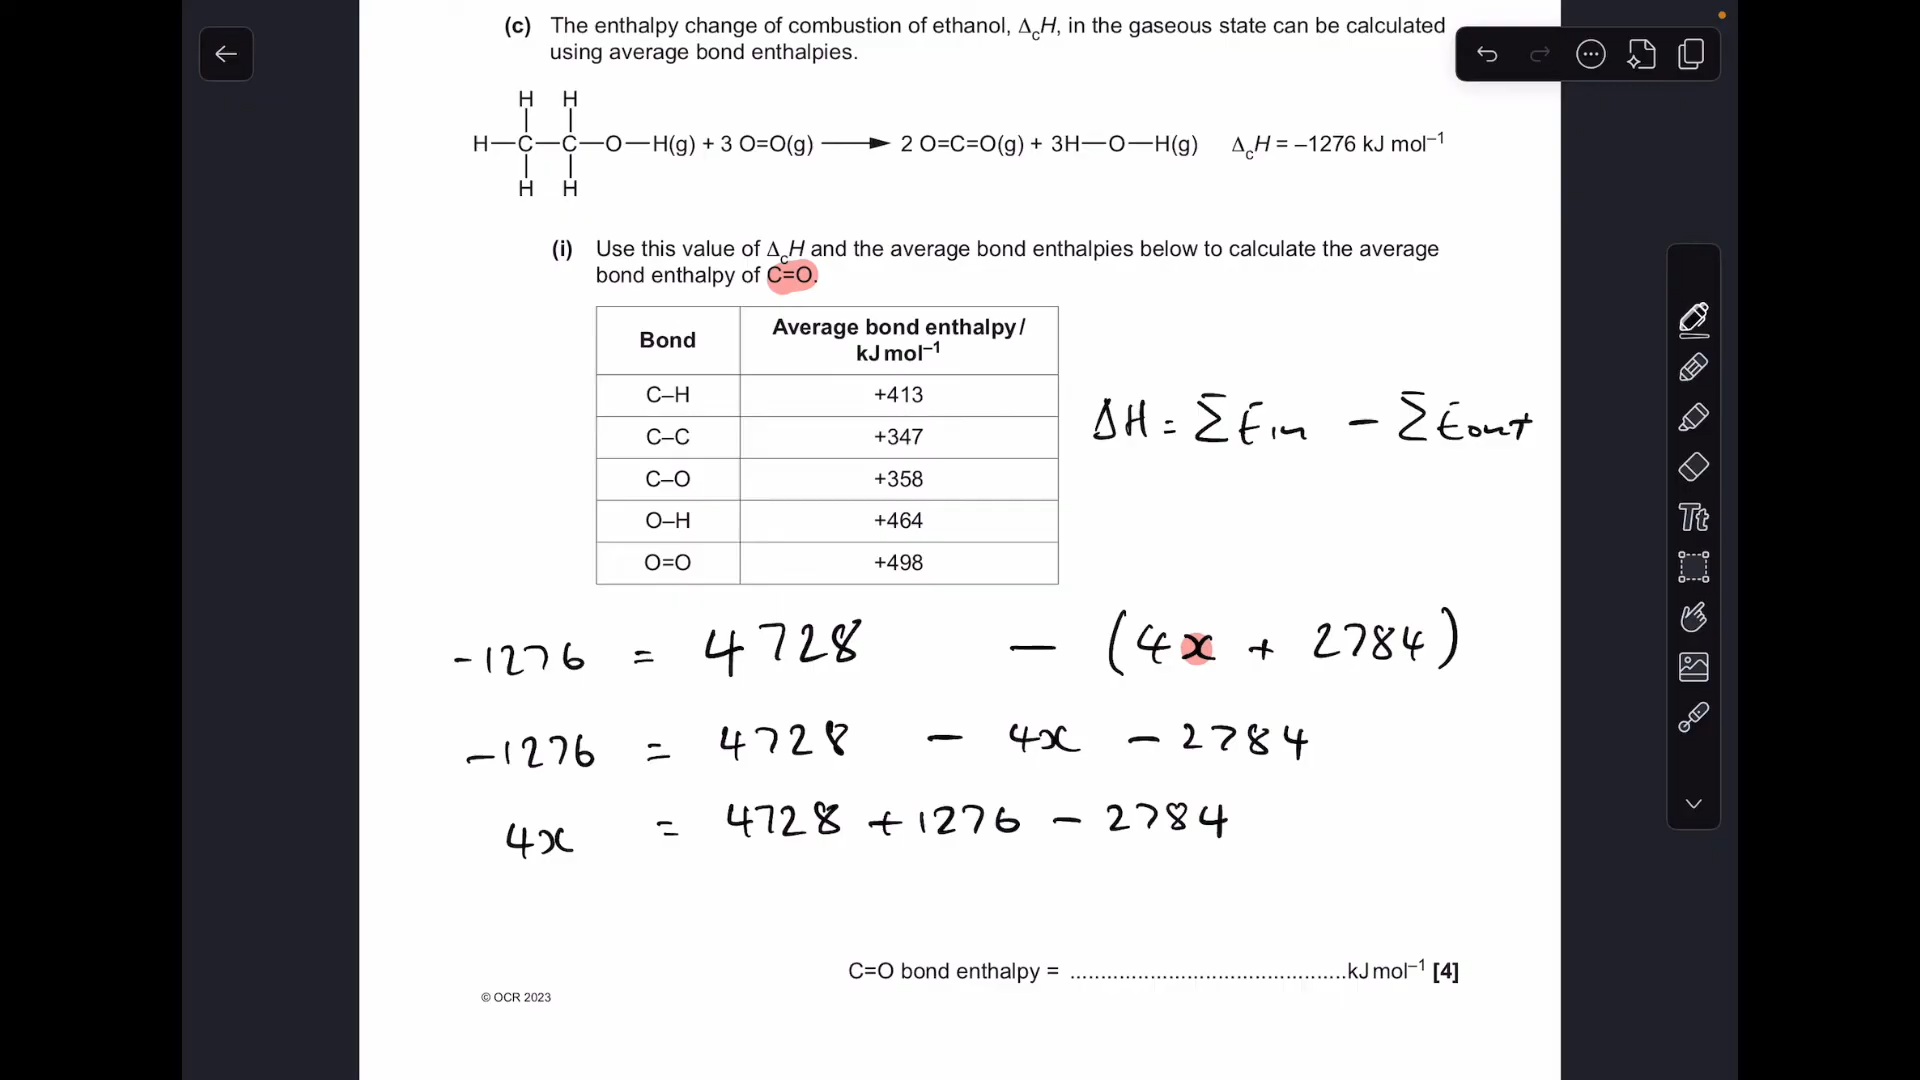 (c) The enthalpy change of combustion of ethanol, ΔcH, in the gaseous state can be calculated
using average bond enthalpies.
H H
H—C—C—O—H(g) + 3 O=O(g) ⟶ 2 O=C=O(g) + 3H—O—H(g) ΔcH = –1276 kJ mol⁻¹
H H
(i) Use this value of ΔcH and the average bond enthalpies below to calculate the average
bond enthalpy of C=O.
Bond Average bond enthalpy / kJ mol⁻¹
C–H +413
C–C +347
C–O +358
O–H +464
O=O +498
ΔH = ΣEin – ΣEout
-1276 = 4728 – (4x + 2784)
-1276 = 4728 – 4x – 2784
4x = 4728 + 1276 – 2784
C=O bond enthalpy = ............................................kJ mol⁻¹ [4]
© OCR 2023
Tt